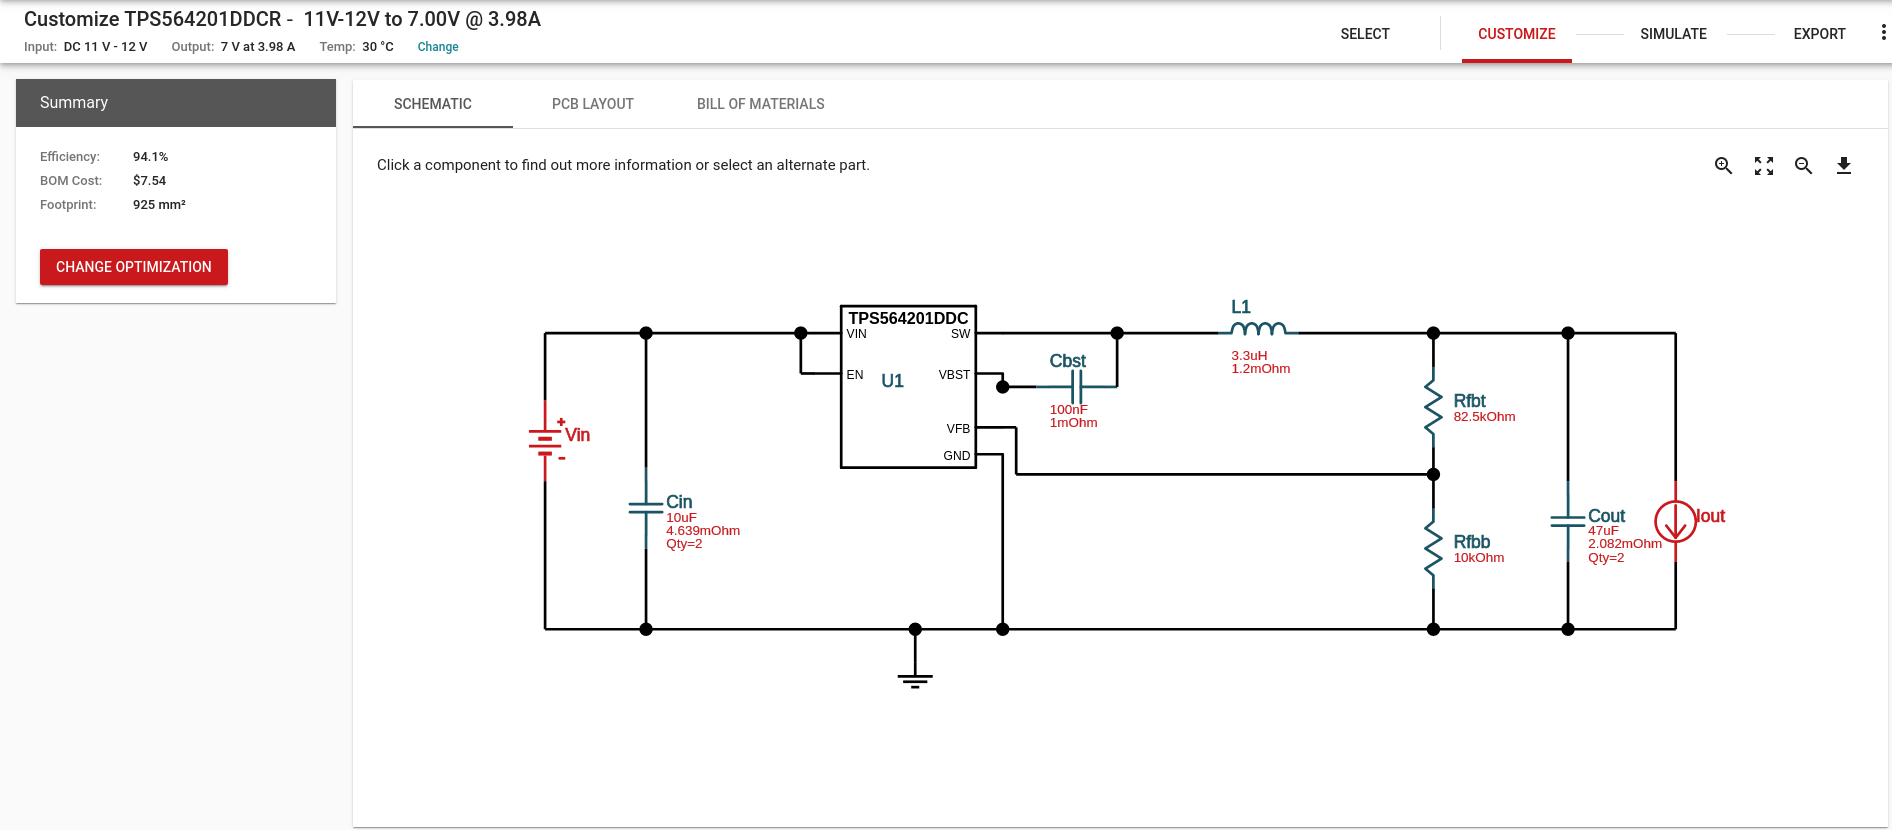 Customize TPS564201DDCR - 11V-12V to 7.00V @ 3.98A
Input: DC 11 V - 12 V Output: 7 V at 3.98 A Temp: 30 °C Change
SELECT CUSTOMIZE SIMULATE EXPORT
Summary
Efficiency: 94.1%
BOM Cost: $7.54
Footprint: 925 mm²
CHANGE OPTIMIZATION
SCHEMATIC PCB LAYOUT BILL OF MATERIALS
Click a component to find out more information or select an alternate part.
Vin
+
-
Cin
10uF
4.639mOhm
Qty=2
TPS564201DDC
VIN SW
EN U1 VBST
VFB
GND
Cbst
100nF
1mOhm
L1
3.3uH
1.2mOhm
Rfbt
82.5kOhm
Rfbb
10kOhm
Cout
47uF
2.082mOhm
Qty=2
Iout